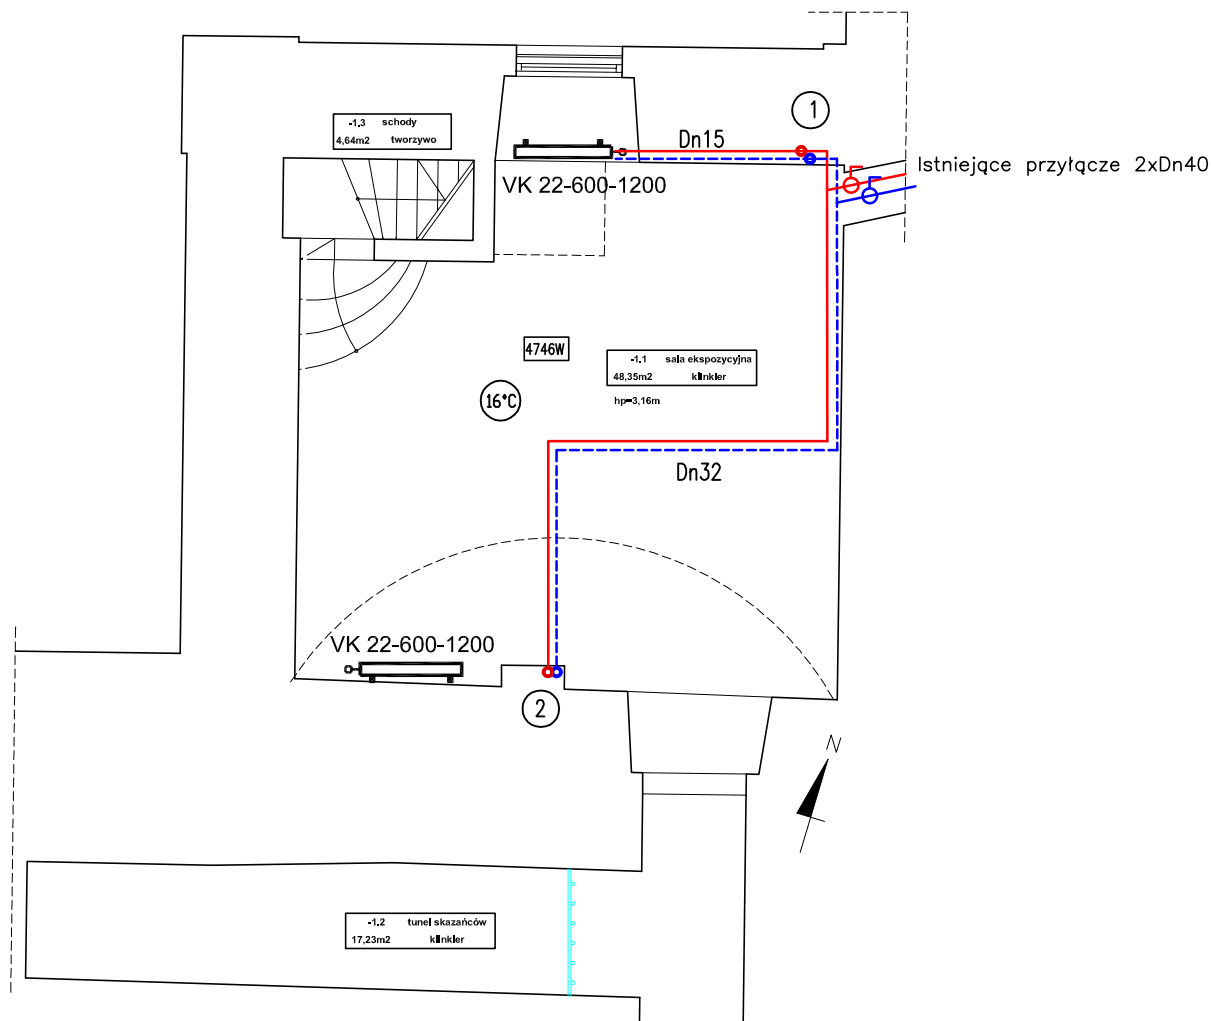 1
-1.3 schody
4,64m2 tworzywo
Dn15
Istniejące przyłącze 2xDn40
VK 22-600-1200
4746W
-1.1 sala ekspozycyjna
48,35m2 klinkier
16°C
hp=3,16m
Dn32
VK 22-600-1200
2
N
-1.2 tunel skazańców
17,23m2 klinkier